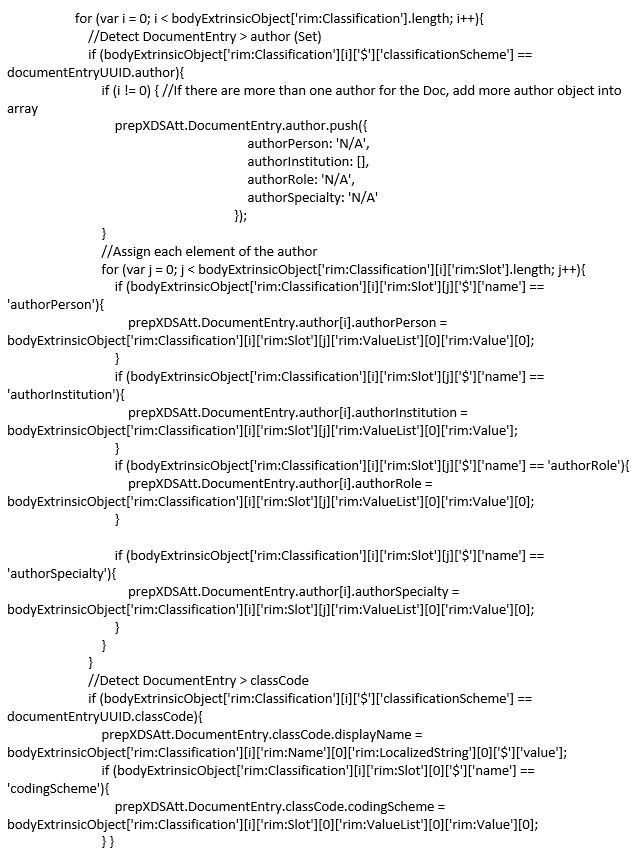 for (var i = 0; i < bodyExtrinsicObject['rim:Classification'].length; i++){
//Detect DocumentEntry > author (Set)
if (bodyExtrinsicObject['rim:Classification'][i]['$']['classificationScheme'] ==
documentEntryUUID.author){
if (i != 0) { //If there are more than one author for the Doc, add more author object into
array
prepXDSAtt.DocumentEntry.author.push({
authorPerson: 'N/A',
authorInstitution: [],
authorRole: 'N/A',
authorSpecialty: 'N/A'
});
}
//Assign each element of the author
for (var j = 0; j < bodyExtrinsicObject['rim:Classification'][i]['rim:Slot'].length; j++){
if (bodyExtrinsicObject['rim:Classification'][i]['rim:Slot'][j]['$']['name'] ==
'authorPerson'){
prepXDSAtt.DocumentEntry.author[i].authorPerson =
bodyExtrinsicObject['rim:Classification'][i]['rim:Slot'][j]['rim:ValueList'][0]['rim:Value'][0];
}
if (bodyExtrinsicObject['rim:Classification'][i]['rim:Slot'][j]['$']['name'] ==
'authorInstitution'){
prepXDSAtt.DocumentEntry.author[i].authorInstitution =
bodyExtrinsicObject['rim:Classification'][i]['rim:Slot'][j]['rim:ValueList'][0]['rim:Value'];
}
if (bodyExtrinsicObject['rim:Classification'][i]['rim:Slot'][j]['$']['name'] == 'authorRole'){
prepXDSAtt.DocumentEntry.author[i].authorRole =
bodyExtrinsicObject['rim:Classification'][i]['rim:Slot'][j]['rim:ValueList'][0]['rim:Value'][0];
}
if (bodyExtrinsicObject['rim:Classification'][i]['rim:Slot'][j]['$']['name'] ==
'authorSpecialty'){
prepXDSAtt.DocumentEntry.author[i].authorSpecialty =
bodyExtrinsicObject['rim:Classification'][i]['rim:Slot'][j]['rim:ValueList'][0]['rim:Value'][0];
}
}
}
//Detect DocumentEntry > classCode
if (bodyExtrinsicObject['rim:Classification'][i]['$']['classificationScheme'] ==
documentEntryUUID.classCode){
prepXDSAtt.DocumentEntry.classCode.displayName =
bodyExtrinsicObject['rim:Classification'][i]['rim:Name'][0]['rim:LocalizedString'][0]['$']['value'];
if (bodyExtrinsicObject['rim:Classification'][i]['rim:Slot'][0]['$']['name'] ==
'codingScheme'){
prepXDSAtt.DocumentEntry.classCode.codingScheme =
bodyExtrinsicObject['rim:Classification'][i]['rim:Slot'][0]['rim:ValueList'][0]['rim:Value'][0];
} }